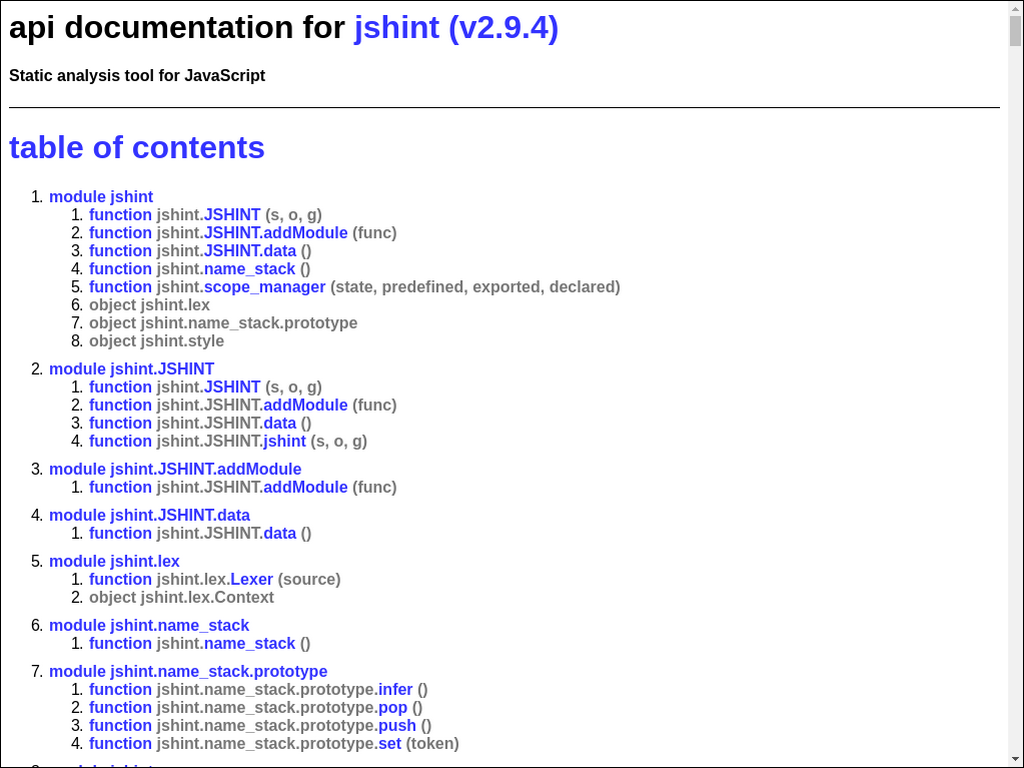 api documentation for jshint (v2.9.4)
Static analysis tool for JavaScript
table of contents
1. module jshint
1. function jshint.JSHINT (s, o, g)
2. function jshint.JSHINT.addModule (func)
3. function jshint.JSHINT.data ()
4. function jshint.name_stack ()
5. function jshint.scope_manager (state, predefined, exported, declared)
6. object jshint.lex
7. object jshint.name_stack.prototype
8. object jshint.style
2. module jshint.JSHINT
1. function jshint.JSHINT (s, o, g)
2. function jshint.JSHINT.addModule (func)
3. function jshint.JSHINT.data ()
4. function jshint.JSHINT.jshint (s, o, g)
3. module jshint.JSHINT.addModule
1. function jshint.JSHINT.addModule (func)
4. module jshint.JSHINT.data
1. function jshint.JSHINT.data ()
5. module jshint.lex
1. function jshint.lex.Lexer (source)
2. object jshint.lex.Context
6. module jshint.name_stack
1. function jshint.name_stack ()
7. module jshint.name_stack.prototype
1. function jshint.name_stack.prototype.infer ()
2. function jshint.name_stack.prototype.pop ()
3. function jshint.name_stack.prototype.push ()
4. function jshint.name_stack.prototype.set (token)